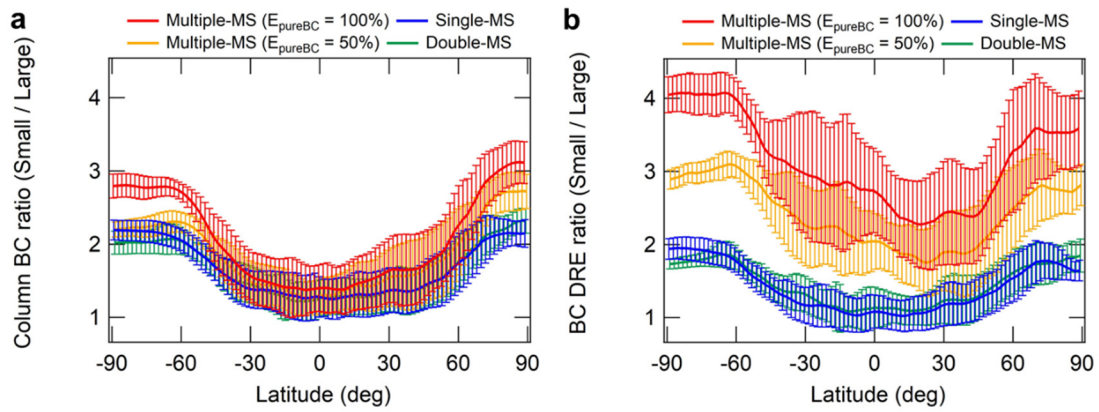 a
Multiple-MS (EpureBC = 100%) Single-MS
Multiple-MS (EpureBC = 50%) Double-MS
Column BC ratio (Small / Large)
4
3
2
1
-90 -60 -30 0 30 60 90
Latitude (deg)
b
Multiple-MS (EpureBC = 100%) Single-MS
Multiple-MS (EpureBC = 50%) Double-MS
BC DRE ratio (Small / Large)
4
3
2
1
-90 -60 -30 0 30 60 90
Latitude (deg)